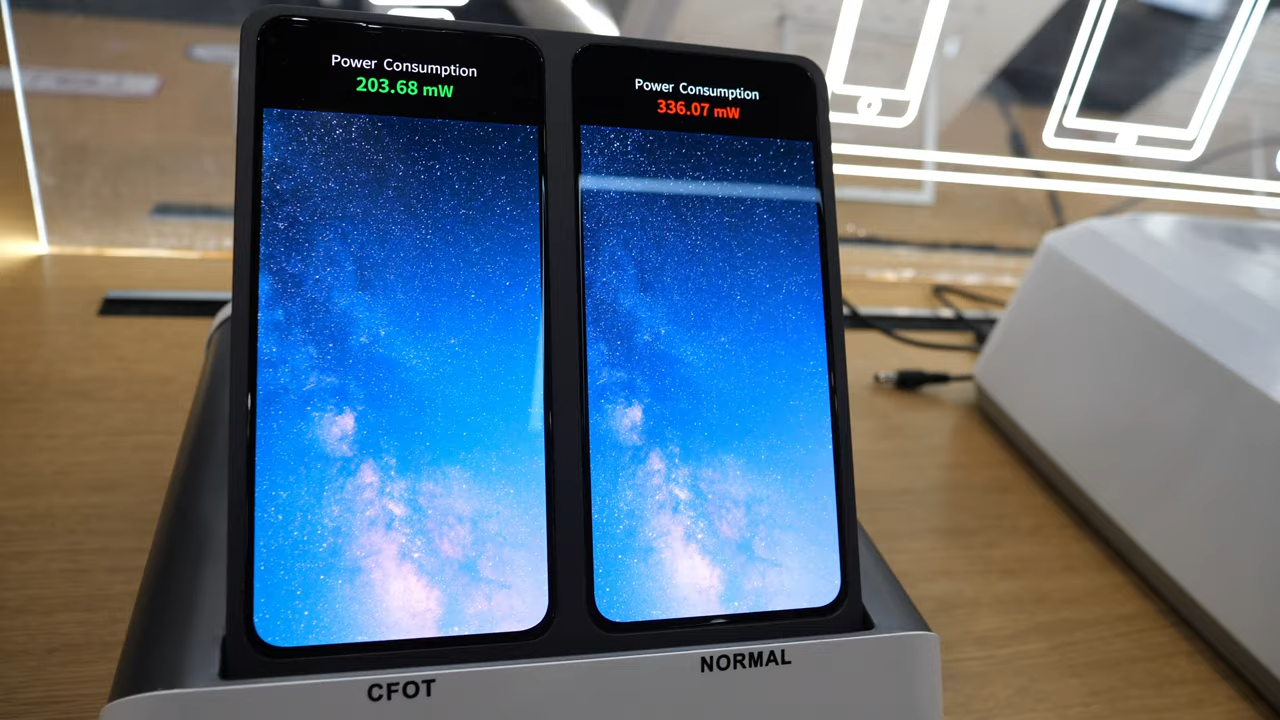 Power Consumption
203.68 mW
Power Consumption
336.07 mW
CFOT
NORMAL